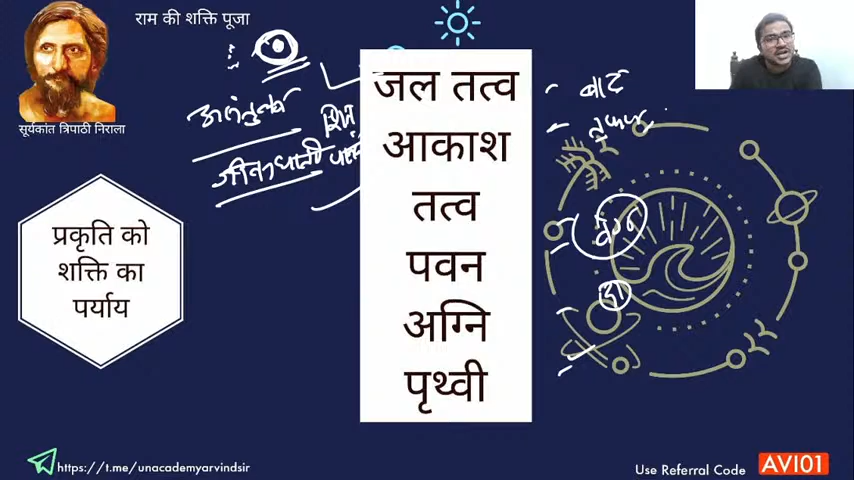 राम की शक्ति पूजा
सूर्यकांत त्रिपाठी निराला
प्रकृति को
शक्ति का
पर्याय
जल तत्व
आकाश
तत्व
पवन
अग्नि
पृथ्वी
बाढ़
https://t.me/unacademyarvindsir
Use Referral Code
AVI01